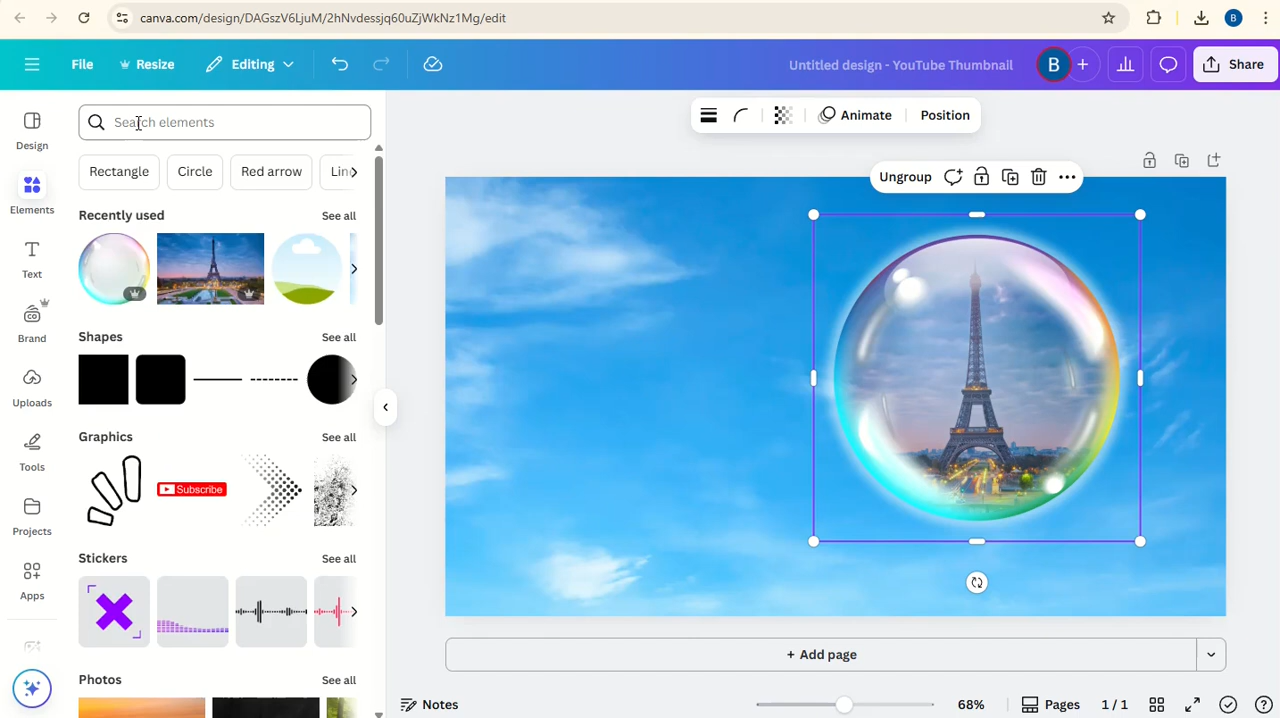 canva.com/design/DAGszV6LjuM/2hNvdessjq60uZjWkNz1Mg/edit
B
File
Resize
Editing
Untitled design - YouTube Thumbnail
B
Share
Search elements
Animate
Position
Design
Rectangle
Circle
Red arrow
Lin
Ungroup
Elements
Recently used
See all
Text
Brand
Shapes
See all
Uploads
Graphics
See all
Tools
Subscribe
Projects
Stickers
See all
Apps
Photos
See all
+ Add page
Notes
68%
Pages
1 / 1